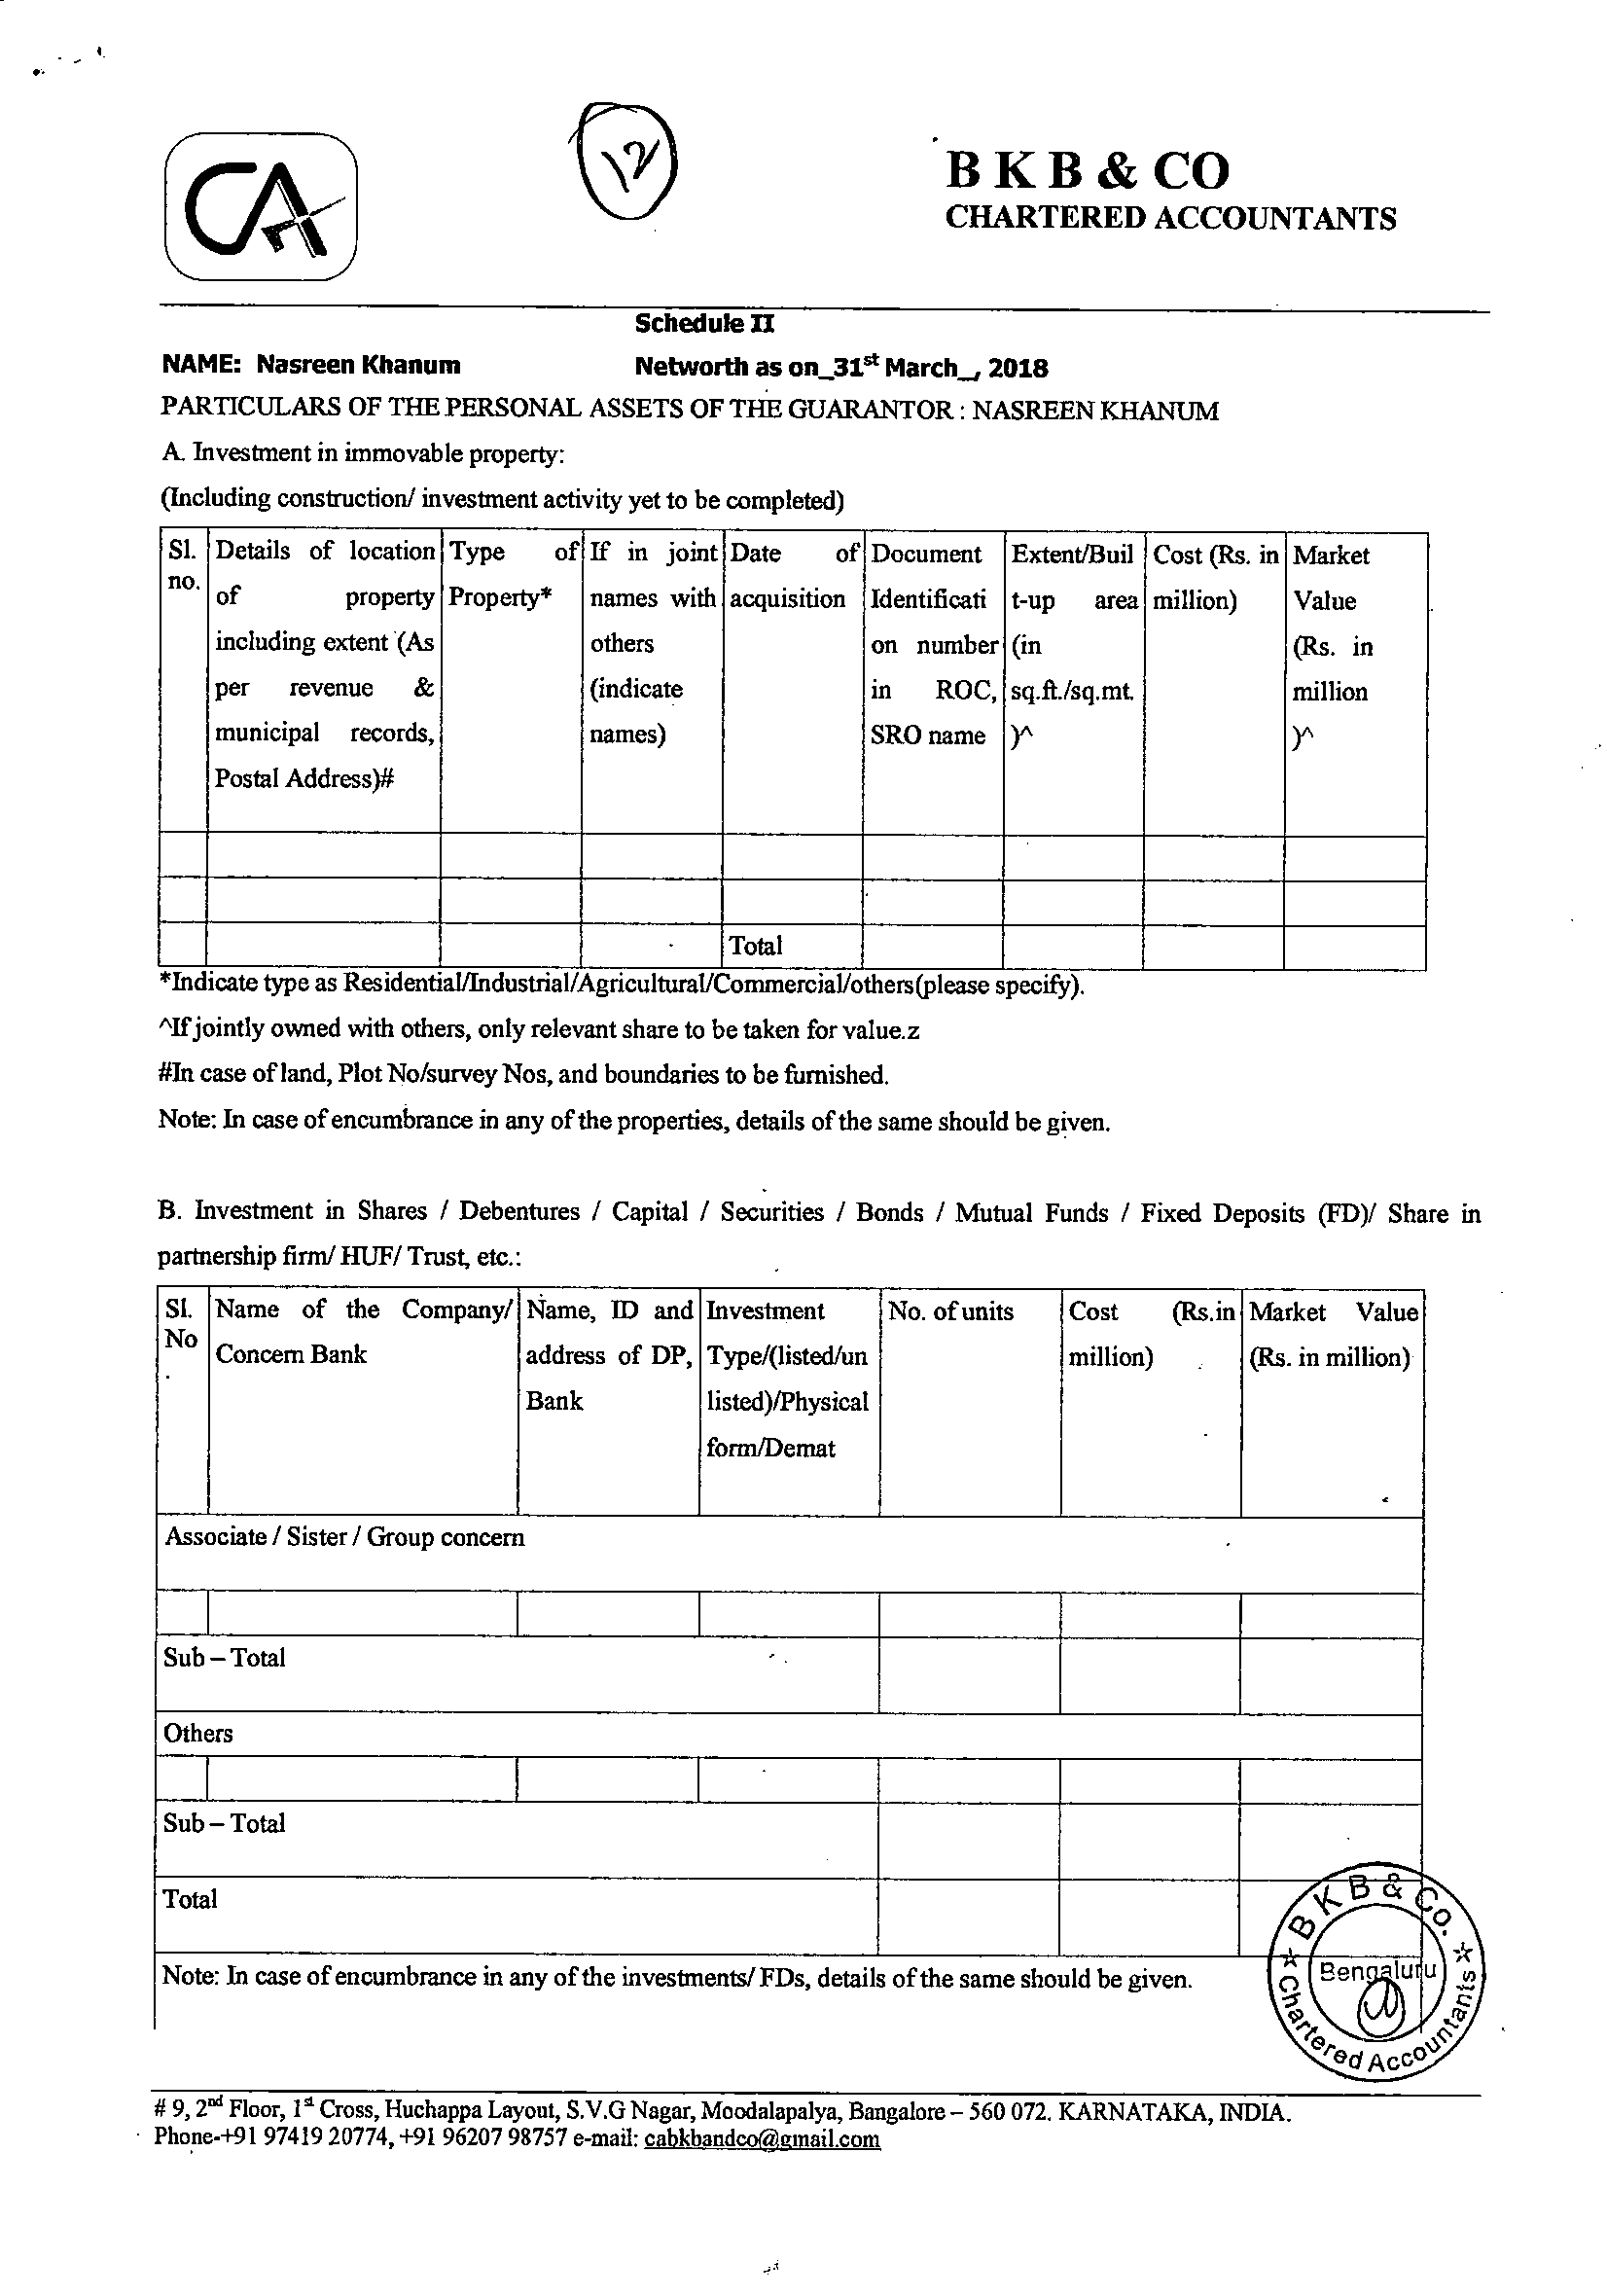 12
B K B & CO
CHARTERED ACCOUNTANTS
Schedule II
NAME: Nasreen Khanum Networth as on_31st March_, 2018
PARTICULARS OF THE PERSONAL ASSETS OF THE GUARANTOR : NASREEN KHANUM
A. Investment in immovable property:
(Including construction/ investment activity yet to be completed)
Sl. no.
Details of location of property including extent (As per revenue & municipal records, Postal Address)#
Type of Property*
If in joint names with others (indicate names)
Date of acquisition
Document Identificati on number in ROC, SRO name
Extent/Buil t-up area (in sq.ft./sq.mt. )^
Cost (Rs. in million)
Market Value (Rs. in million )^
Total
*Indicate type as Residential/Industrial/Agricultural/Commercial/others(please specify).
^If jointly owned with others, only relevant share to be taken for value.z
#In case of land, Plot No/survey Nos, and boundaries to be furnished.
Note: In case of encumbrance in any of the properties, details of the same should be given.
B. Investment in Shares / Debentures / Capital / Securities / Bonds / Mutual Funds / Fixed Deposits (FD)/ Share in
partnership firm/ HUF/ Trust, etc.:
Sl. No .
Name of the Company/ Concern Bank
Name, ID and address of DP, Bank
Investment Type/(listed/un listed)/Physical form/Demat
No. of units
Cost (Rs.in million)
Market Value (Rs. in million)
Associate / Sister / Group concern
Sub – Total
Others
Sub – Total
Total
Note: In case of encumbrance in any of the investments/ FDs, details of the same should be given.
B K B & Co.
Bengaluru
Chartered Accountants
# 9, 2nd Floor, 1st Cross, Huchappa Layout, S.V.G Nagar, Moodalapalya, Bangalore – 560 072. KARNATAKA, INDIA.
Phone-+91 97419 20774, +91 96207 98757 e-mail: cabkbandco@gmail.com